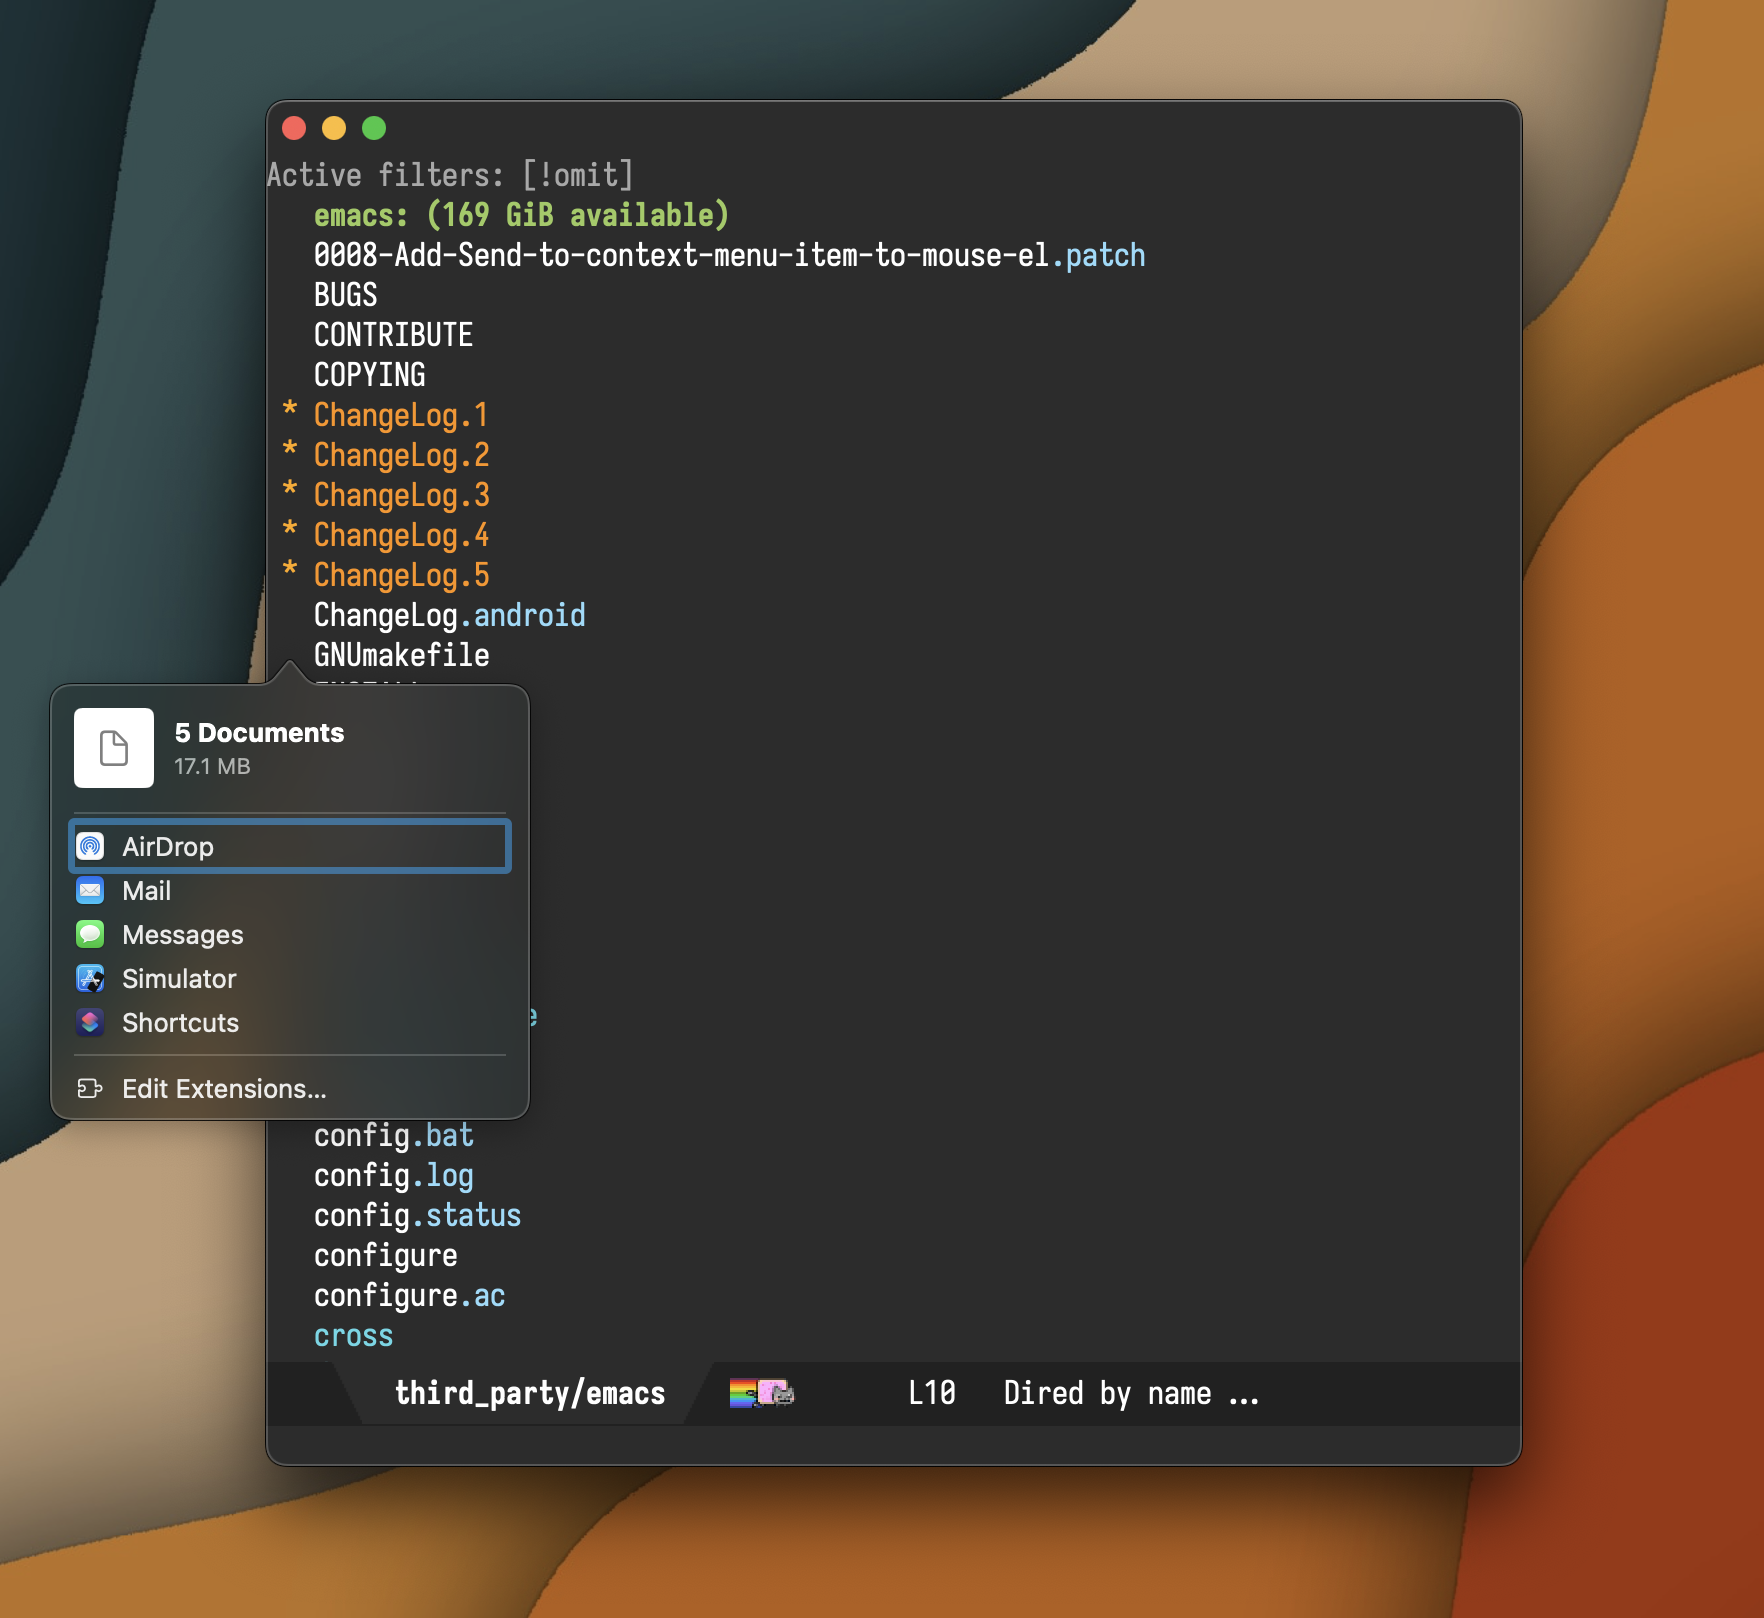 Active filters: [!omit]
emacs: (169 GiB available)
0008-Add-Send-to-context-menu-item-to-mouse-el.patch
BUGS
CONTRIBUTE
COPYING
* ChangeLog.1
* ChangeLog.2
* ChangeLog.3
* ChangeLog.4
* ChangeLog.5
ChangeLog.android
GNUmakefile
5 Documents
17.1 MB
AirDrop
Mail
Messages
Simulator
Shortcuts
Edit Extensions...
config.bat
config.log
config.status
configure
configure.ac
cross
third_party/emacs L10 Dired by name ...